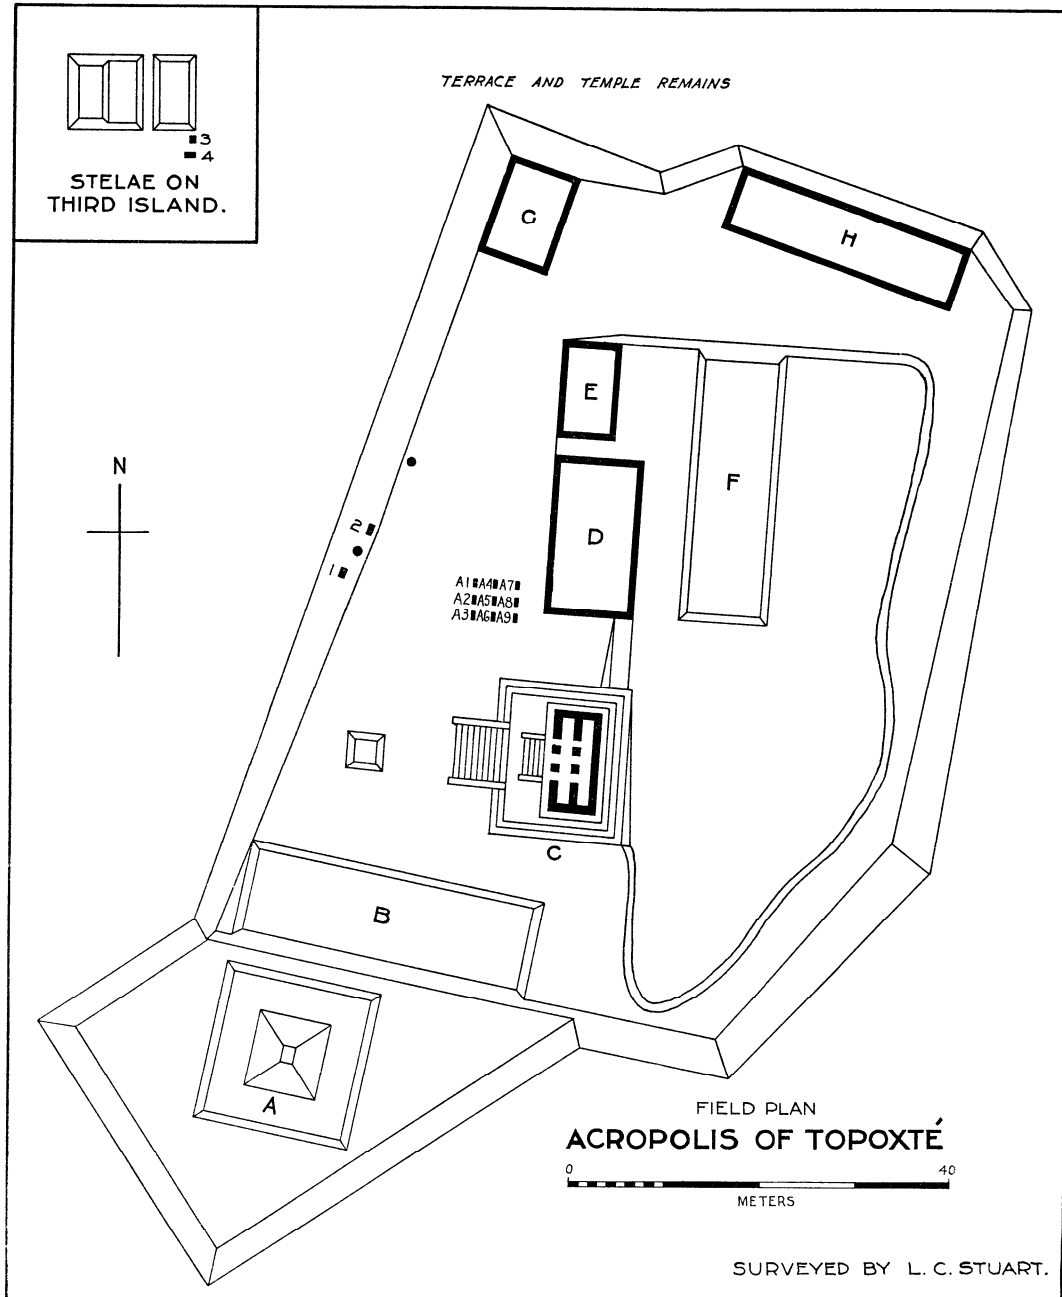 TERRACE AND TEMPLE REMAINS
3
4
STELAE ON
THIRD ISLAND.
G
H
E
N
F
2
D
1
A1 A4 A7
A2 A5 A8
A3 A6 A9
C
B
A
FIELD PLAN
ACROPOLIS OF TOPOXTÉ
0 40
METERS
SURVEYED BY L. C. STUART.